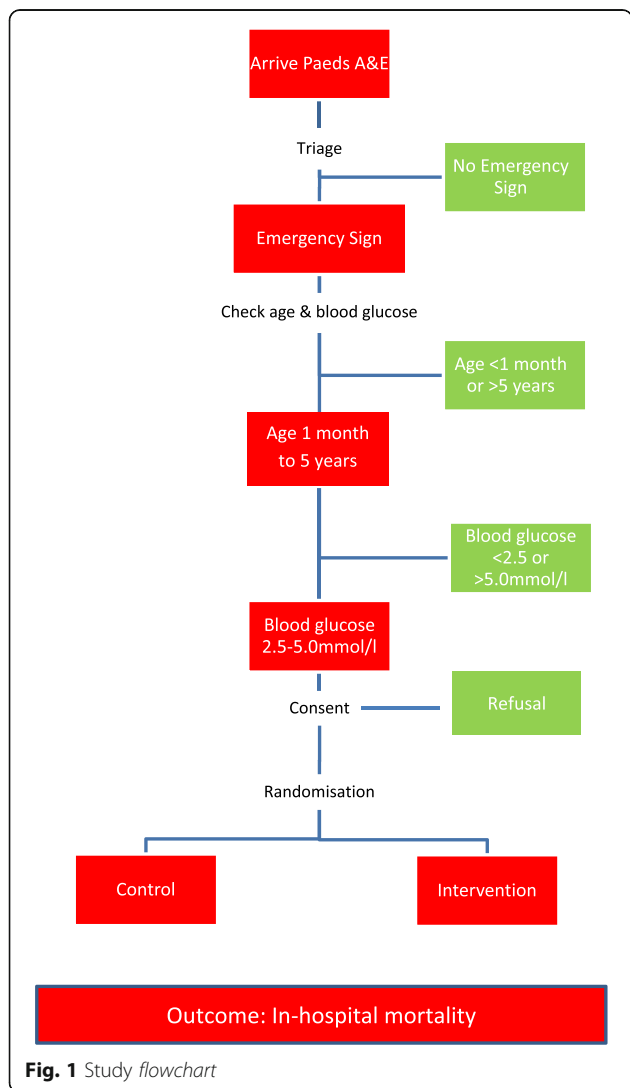 Arrive Paeds A&E
Triage
No Emergency
Sign
Emergency Sign
Check age & blood glucose
Age <1 month
or >5 years
Age 1 month
to 5 years
Blood glucose
<2.5 or
>5.0mmol/l
Blood glucose
2.5-5.0mmol/l
Consent
Refusal
Randomisation
Control
Intervention
Outcome: In-hospital mortality
Fig. 1 Study flowchart